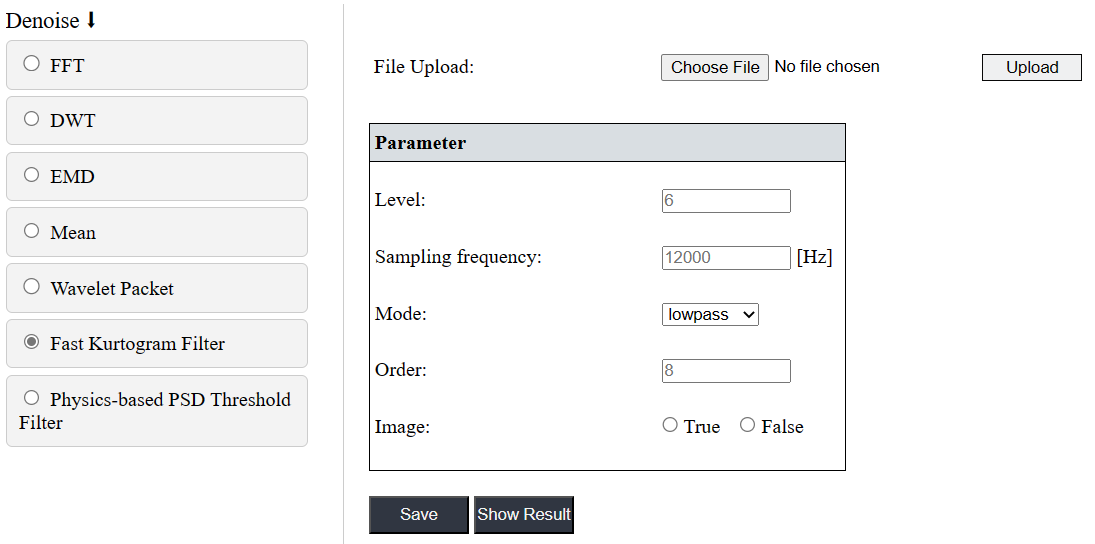 Denoise ⬇
FFT
DWT
EMD
Mean
Wavelet Packet
Fast Kurtogram Filter
Physics-based PSD Threshold
Filter
File Upload: Choose File No file chosen Upload
Parameter
Level: 6
Sampling frequency: 12000 [Hz]
Mode: lowpass
Order: 8
Image: True False
Save Show Result